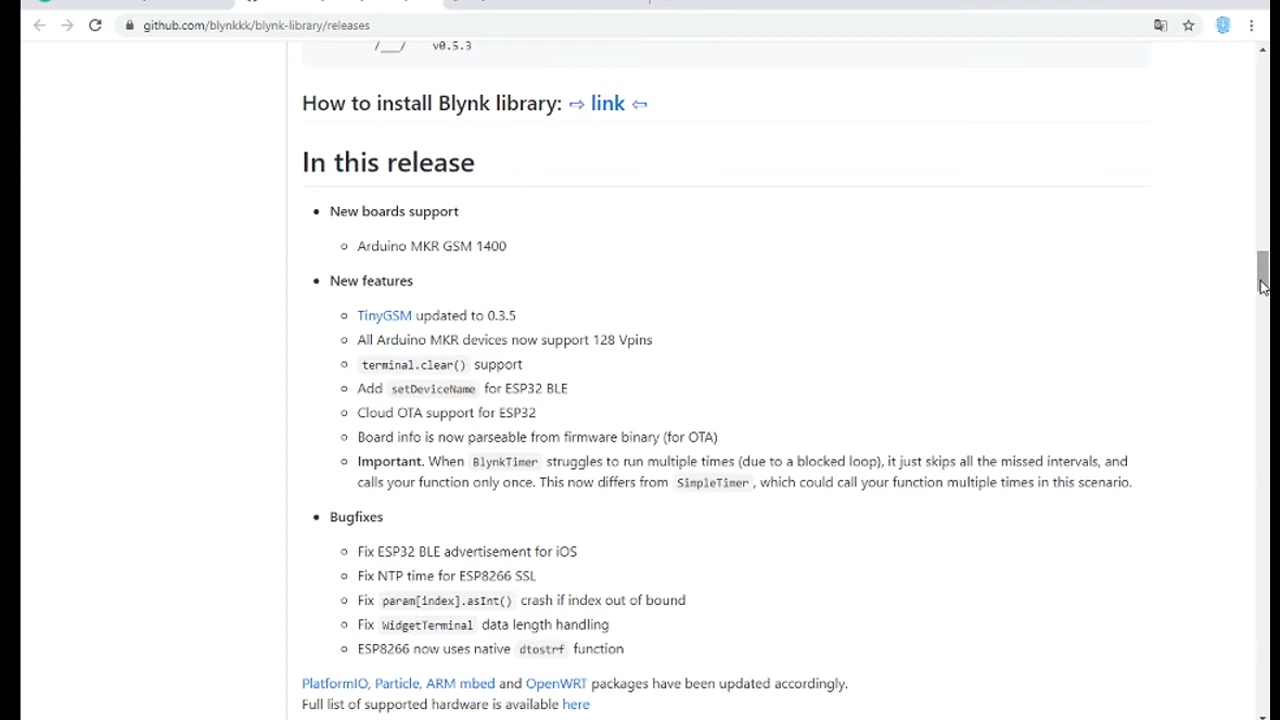 github.com/blynkkk/blynk-library/releases
/___/ v0.5.3
How to install Blynk library: ⇨ link ⇦
In this release
• New boards support
○ Arduino MKR GSM 1400
• New features
○ TinyGSM updated to 0.3.5
○ All Arduino MKR devices now support 128 Vpins
○ terminal.clear() support
○ Add setDeviceName for ESP32 BLE
○ Cloud OTA support for ESP32
○ Board info is now parseable from firmware binary (for OTA)
○ Important. When BlynkTimer struggles to run multiple times (due to a blocked loop), it just skips all the missed intervals, and
calls your function only once. This now differs from SimpleTimer, which could call your function multiple times in this scenario.
• Bugfixes
○ Fix ESP32 BLE advertisement for iOS
○ Fix NTP time for ESP8266 SSL
○ Fix param[index].asInt() crash if index out of bound
○ Fix WidgetTerminal data length handling
○ ESP8266 now uses native dtostrf function
PlatformIO, Particle, ARM mbed and OpenWRT packages have been updated accordingly.
Full list of supported hardware is available here